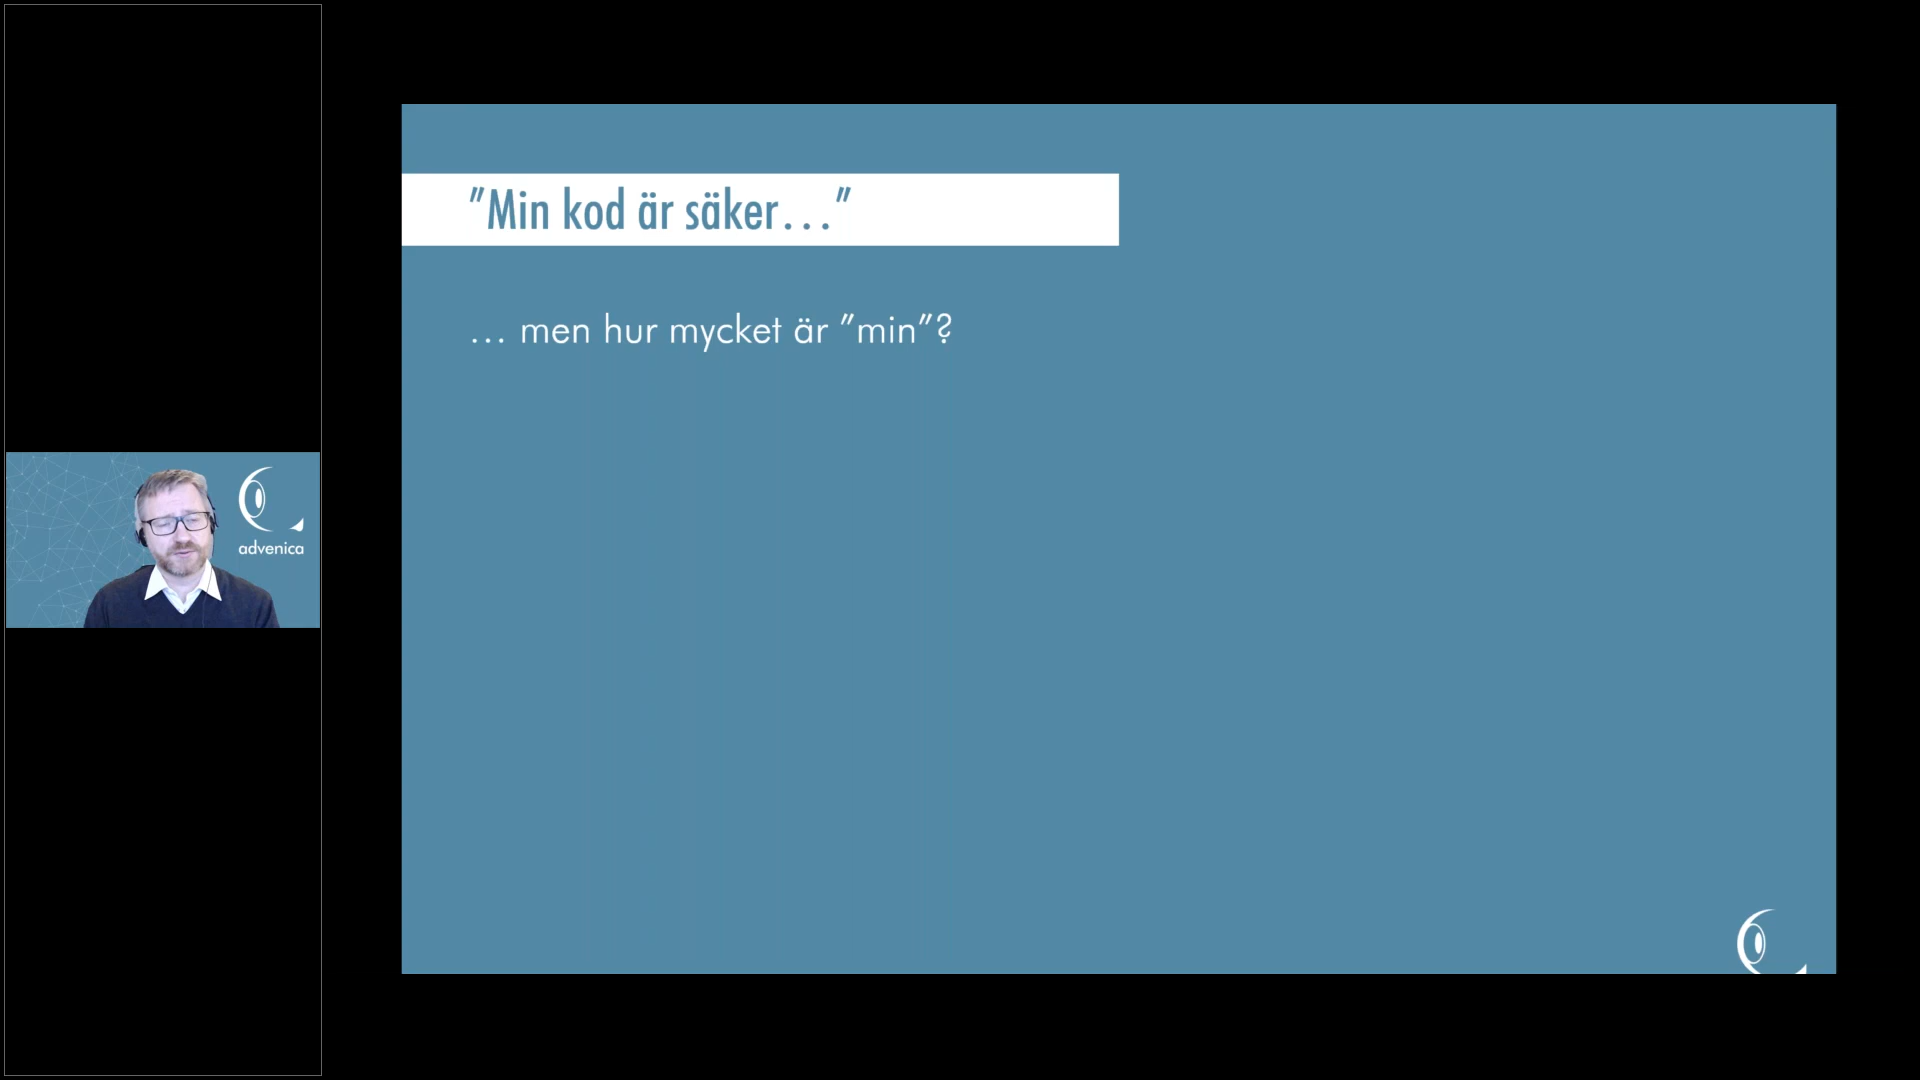 ”Min kod är säker...”
... men hur mycket är ”min”?
advenica